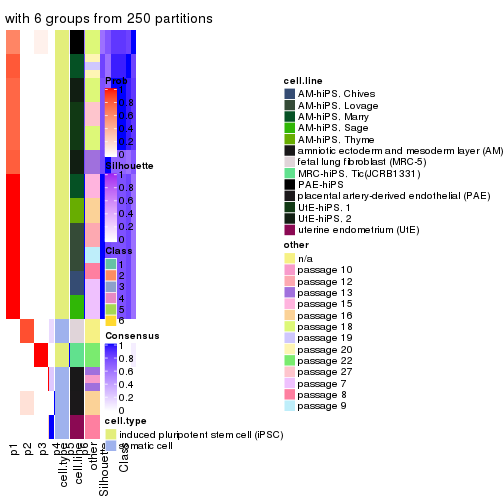 with 6 groups from 250 partitions
Prob
0.8
0.6
0.4
0.2
0
Silhouette
1
0.8
0.6
0.4
0.2
0
Class
1
2
3
4
5
6
Consensus
1
0.8
0.6
0.4
0.2
0
cell.type
induced pluripotent stem cell (iPSC)
somatic cell
cell.line
AM-hiPS. Chives
AM-hiPS. Lovage
AM-hiPS. Marry
AM-hiPS. Sage
AM-hiPS. Thyme
amniotic ectoderm and mesoderm layer (AM)
fetal lung fibroblast (MRC-5)
MRC-hiPS. Tic(JCRB1331)
PAE-hiPS
placental artery-derived endothelial (PAE)
UtE-hiPS. 1
UtE-hiPS. 2
uterine endometrium (UtE)
other
n/a
passage 10
passage 12
passage 13
passage 15
passage 16
passage 18
passage 19
passage 20
passage 22
passage 27
passage 7
passage 8
passage 9
p1
p2
p3
p4
cell.type
p5
cell.line
p6
other
Silhouette
Class